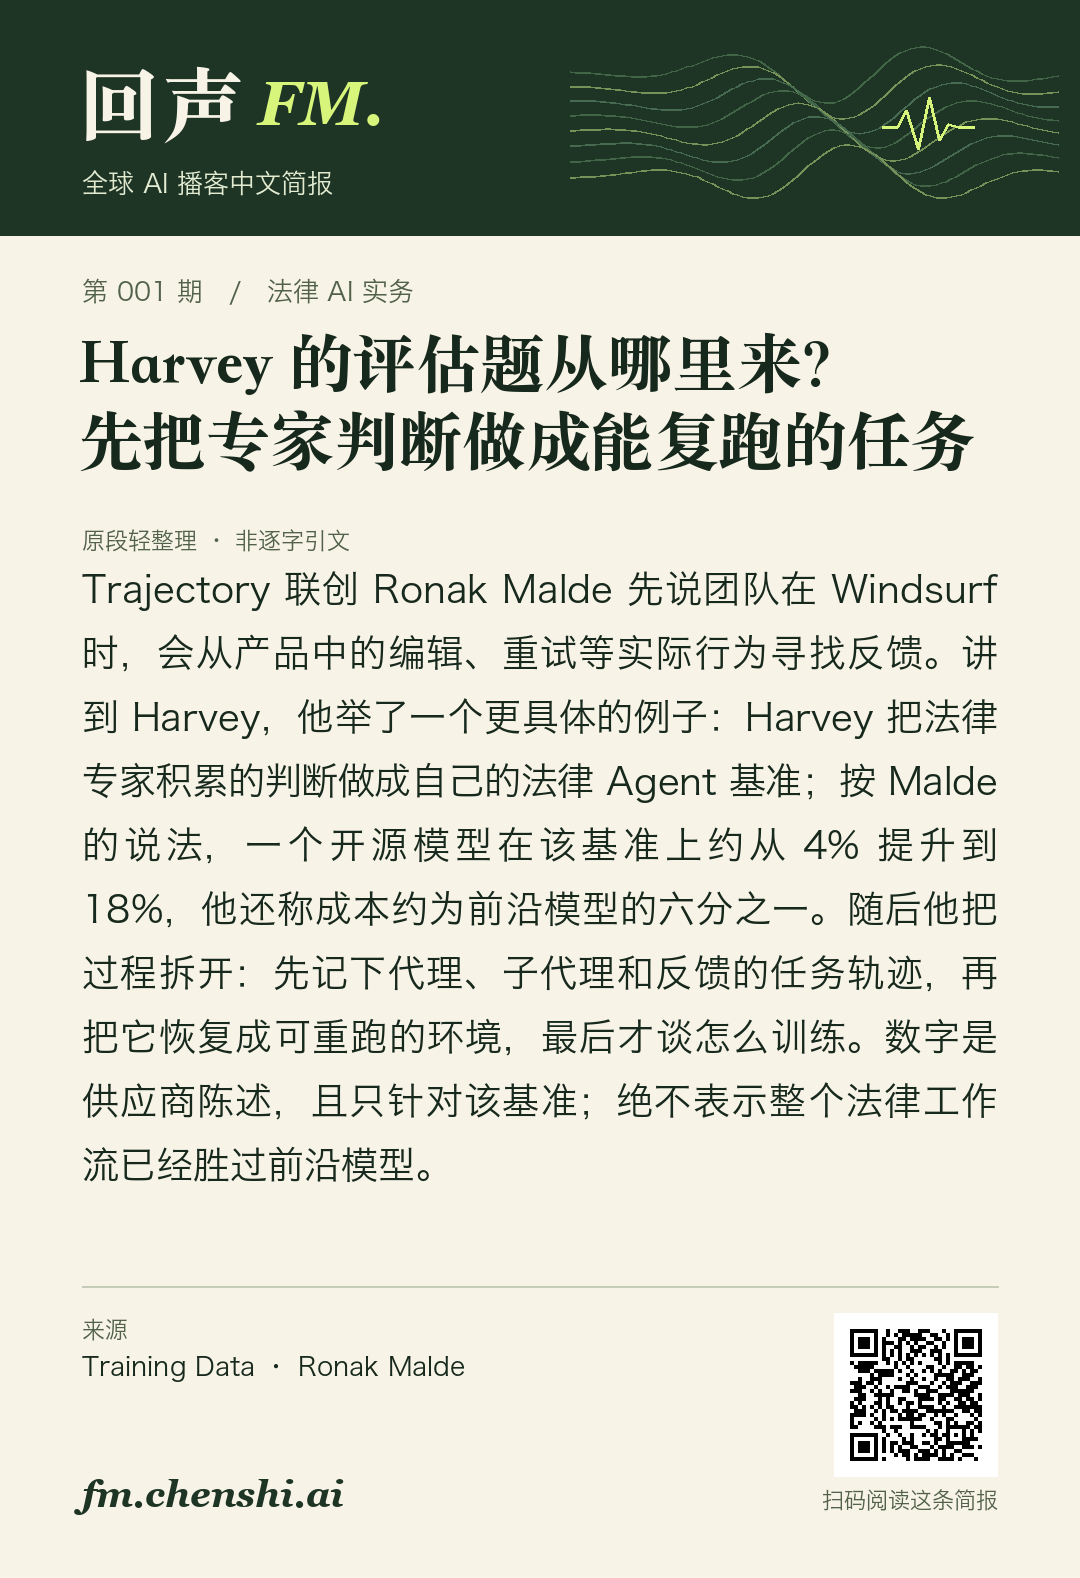 回声 FM.
全球 AI 播客中文简报
第 001 期 / 法律 AI 实务
Harvey 的评估题从哪里来?
先把专家判断做成能复跑的任务
原段轻整理 · 非逐字引文
Trajectory 联创 Ronak Malde 先说团队在 Windsurf
时，会从产品中的编辑、重试等实际行为寻找反馈。讲
到 Harvey，他举了一个更具体的例子：Harvey 把法律
专家积累的判断做成自己的法律 Agent 基准；按 Malde
的说法，一个开源模型在该基准上约从 4% 提升到
18%，他还称成本约为前沿模型的六分之一。随后他把
过程拆开：先记下代理、子代理和反馈的任务轨迹，再
把它恢复成可重跑的环境，最后才谈怎么训练。数字是
供应商陈述，且只针对该基准；绝不表示整个法律工作
流已经胜过前沿模型。
来源
Training Data · Ronak Malde
fm.chenshi.ai
扫码阅读这条简报